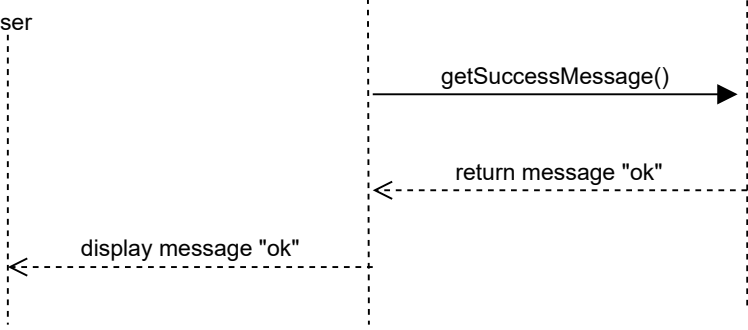 ser
getSuccessMessage()
return message "ok"
display message "ok"